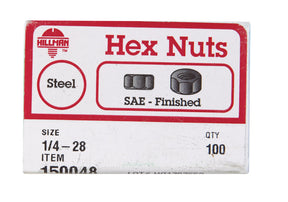 HILLMAN
Hex Nuts
Steel
SAE - Finished
SIZE
QTY
1/4-28
100
ITEM
150048